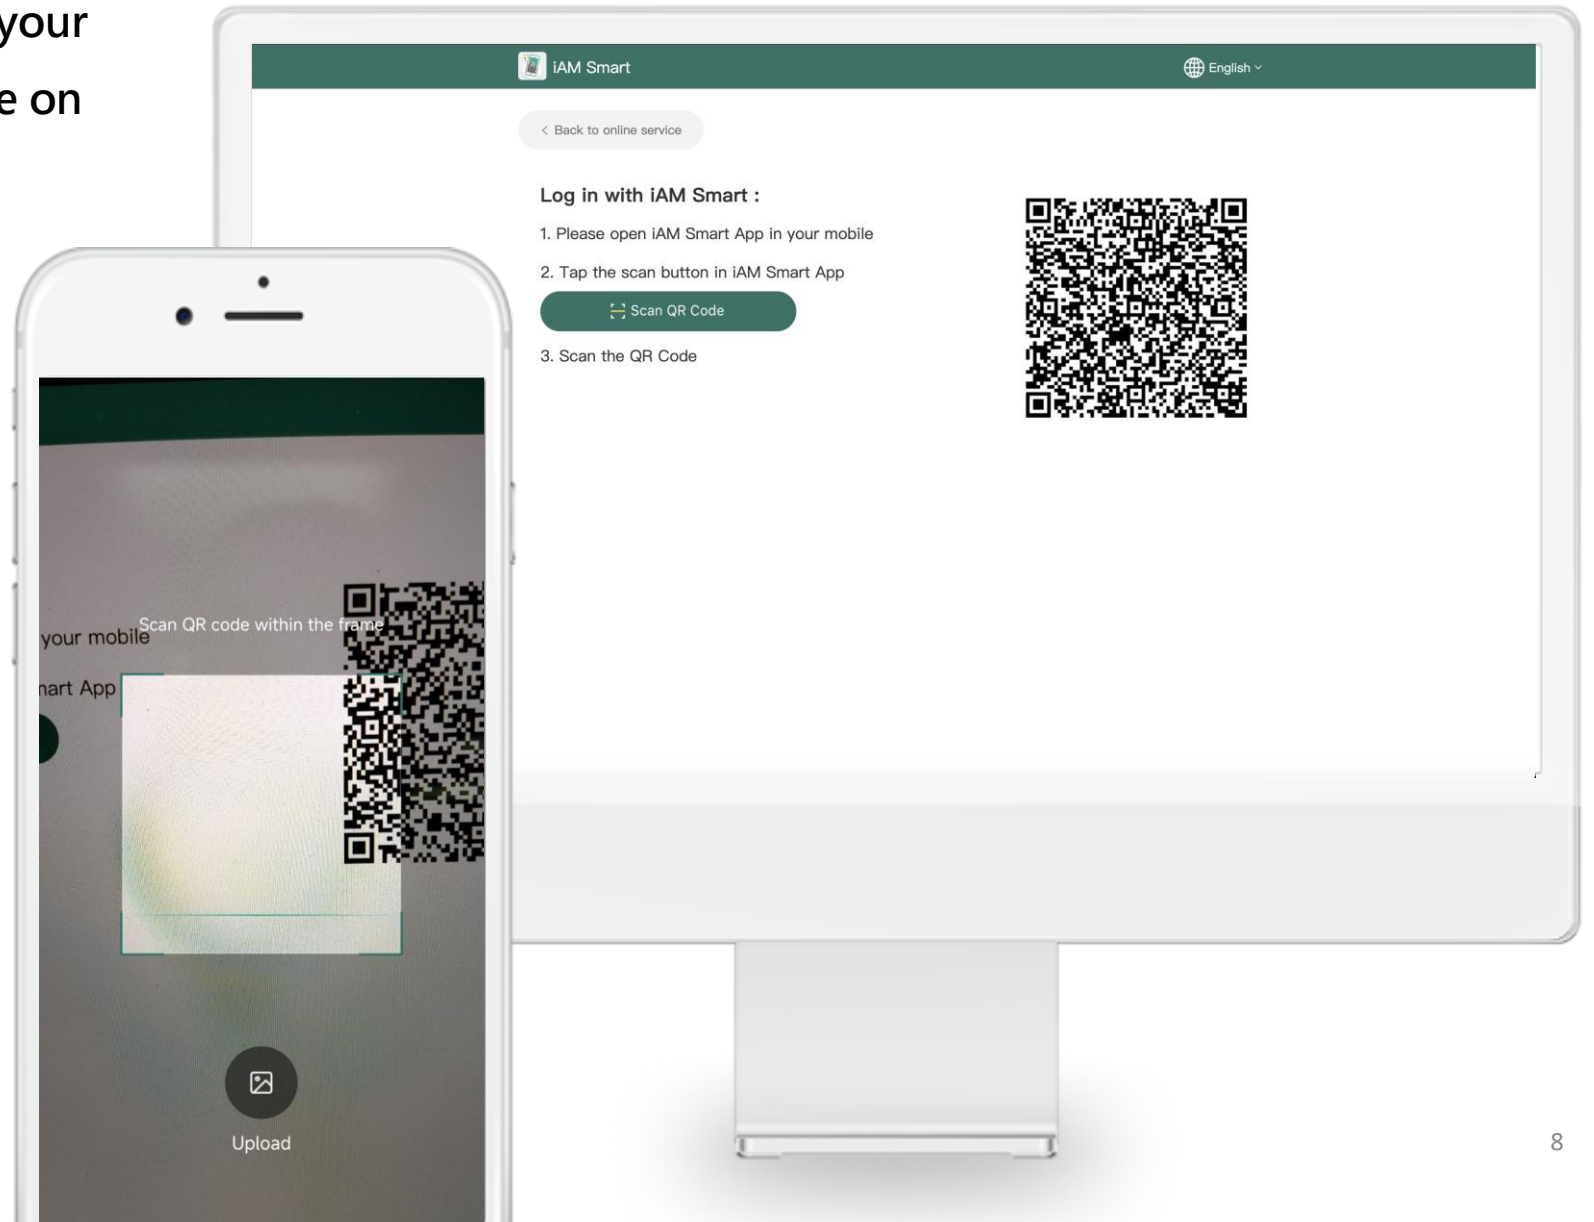 your
e on
iAM Smart
English
Back to online service
Log in with iAM Smart :
1. Please open iAM Smart App in your mobile
2. Tap the scan button in iAM Smart App
Scan QR Code
3. Scan the QR Code
Scan QR code within the frame
your mobile
nart App
Upload
8